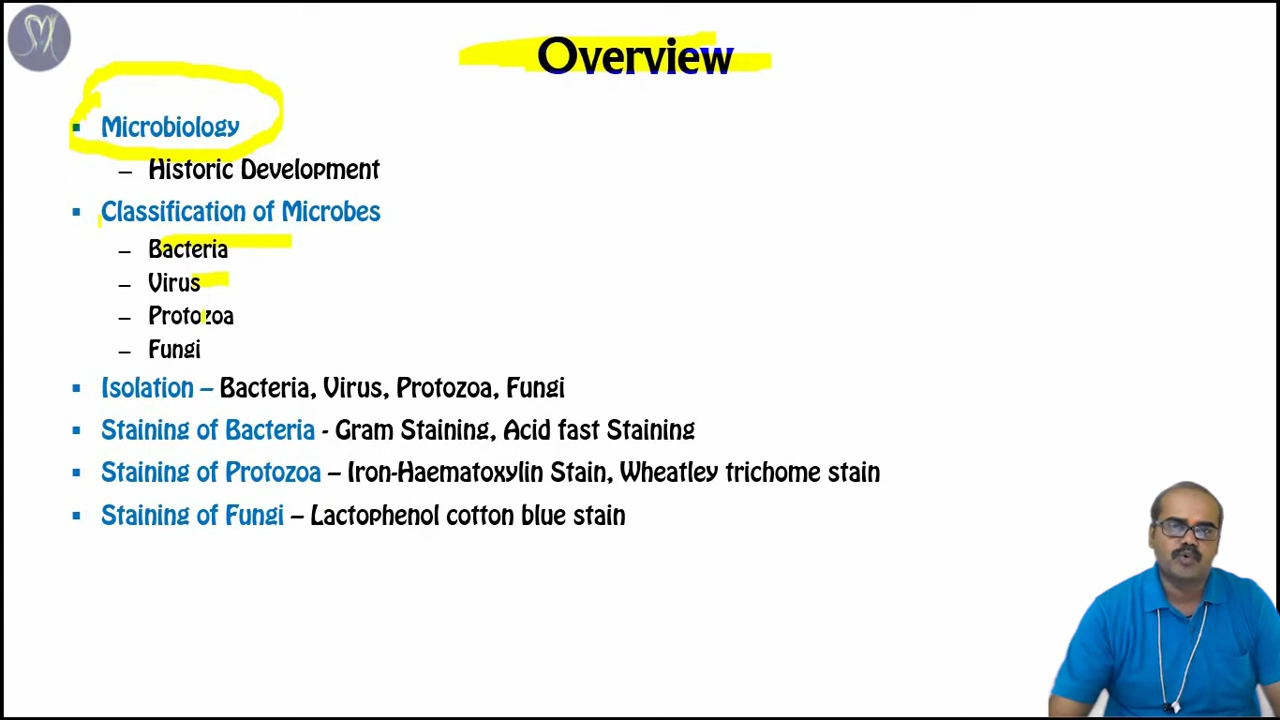 Overview
▪ Microbiology
– Historic Development
▪ Classification of Microbes
– Bacteria
– Virus
– Protozoa
– Fungi
▪ Isolation – Bacteria, Virus, Protozoa, Fungi
▪ Staining of Bacteria - Gram Staining, Acid fast Staining
▪ Staining of Protozoa – Iron-Haematoxylin Stain, Wheatley trichome stain
▪ Staining of Fungi – Lactophenol cotton blue stain